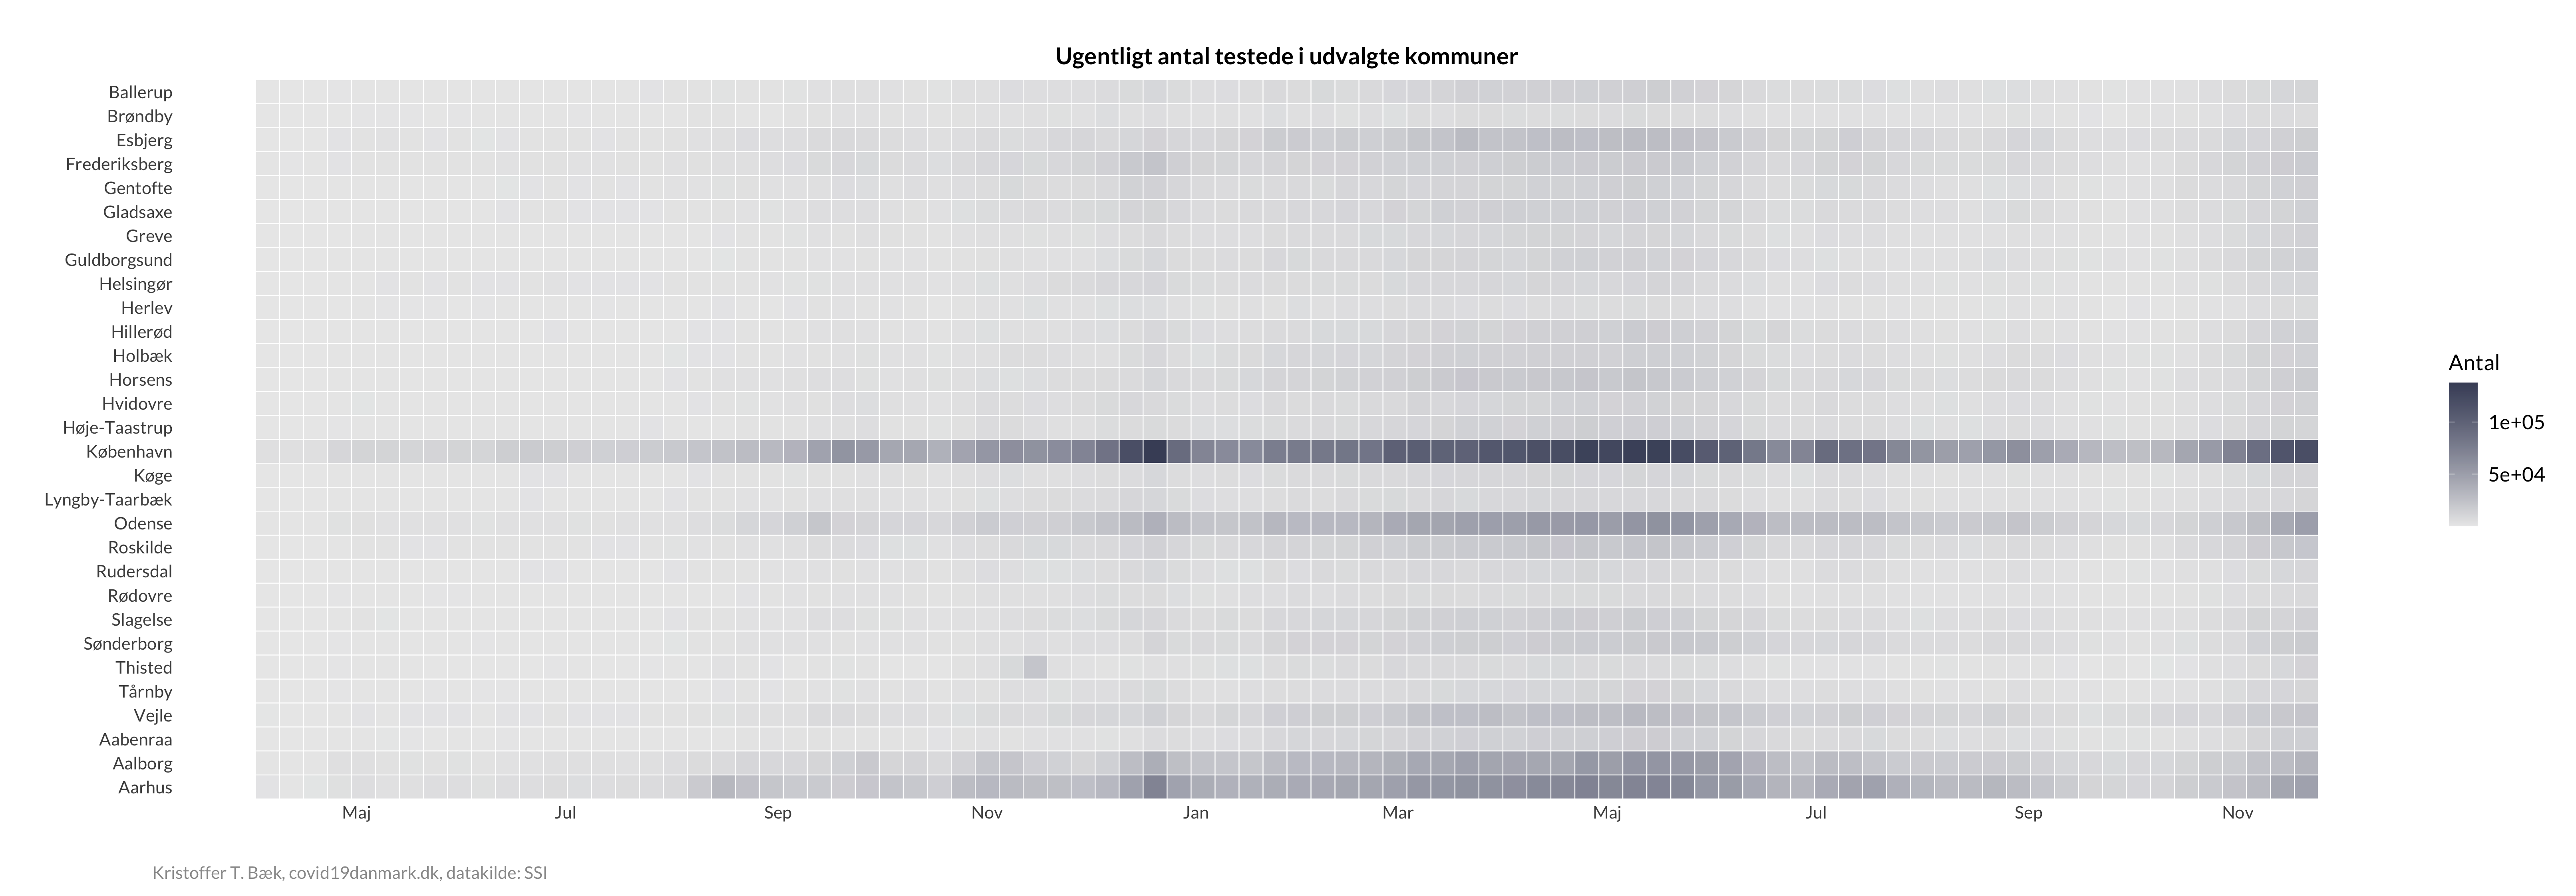 Ugentligt antal testede i udvalgte kommuner
Ballerup
Brøndby
Esbjerg
Frederiksberg
Gentofte
Gladsaxe
Greve
Guldborgsund
Helsingør
Herlev
Hillerød
Holbæk
Horsens
Hvidovre
Høje-Taastrup
København
Køge
Lyngby-Taarbæk
Odense
Roskilde
Rudersdal
Rødovre
Slagelse
Sønderborg
Thisted
Tårnby
Vejle
Aabenraa
Aalborg
Aarhus
Maj Jul Sep Nov Jan Mar Maj Jul Sep Nov
Antal
1e+05
5e+04
Kristoffer T. Bæk, covid19danmark.dk, datakilde: SSI